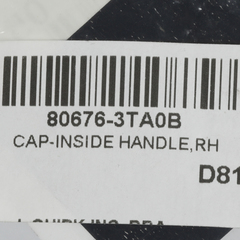 80676-3TA0B
CAP-INSIDE HANDLE,RH
D81